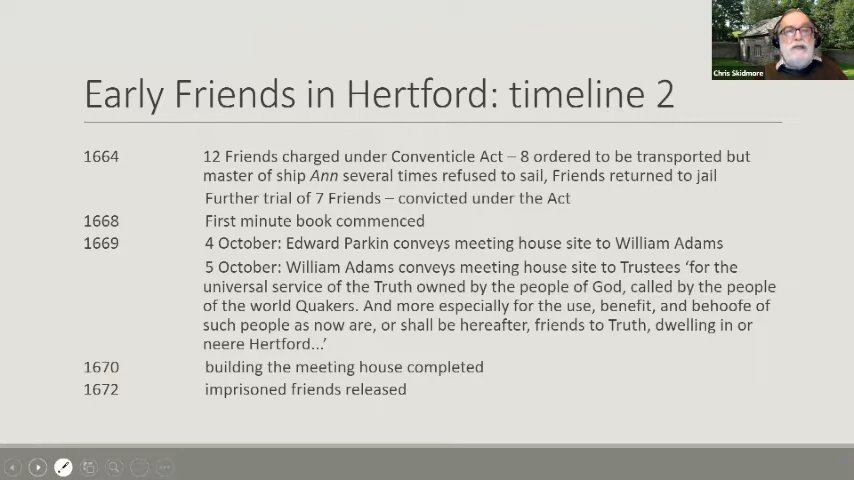 Chris Skidmore
Early Friends in Hertford: timeline 2
1664 12 Friends charged under Conventicle Act – 8 ordered to be transported but
master of ship Ann several times refused to sail, Friends returned to jail
Further trial of 7 Friends – convicted under the Act
1668 First minute book commenced
1669 4 October: Edward Parkin conveys meeting house site to William Adams
5 October: William Adams conveys meeting house site to Trustees ‘for the
universal service of the Truth owned by the people of God, called by the people
of the world Quakers. And more especially for the use, benefit, and behoofe of
such people as now are, or shall be hereafter, friends to Truth, dwelling in or
neere Hertford...’
1670 building the meeting house completed
1672 imprisoned friends released